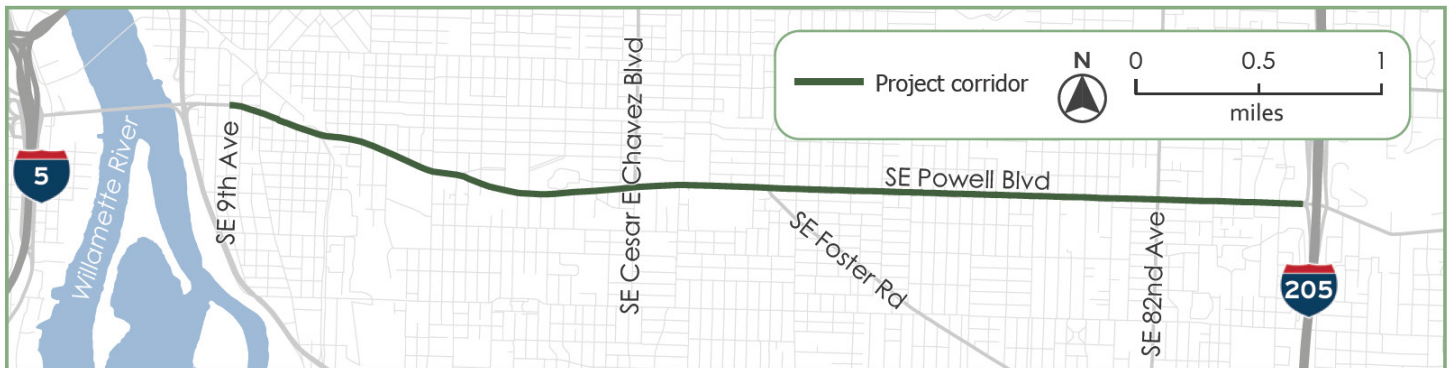 N
0 0.5 1
Project corridor
miles
5
Willamette River
SE 9th Ave
SE Cesar E Chavez Blvd
SE Powell Blvd
SE Foster Rd
SE 82nd Ave
205